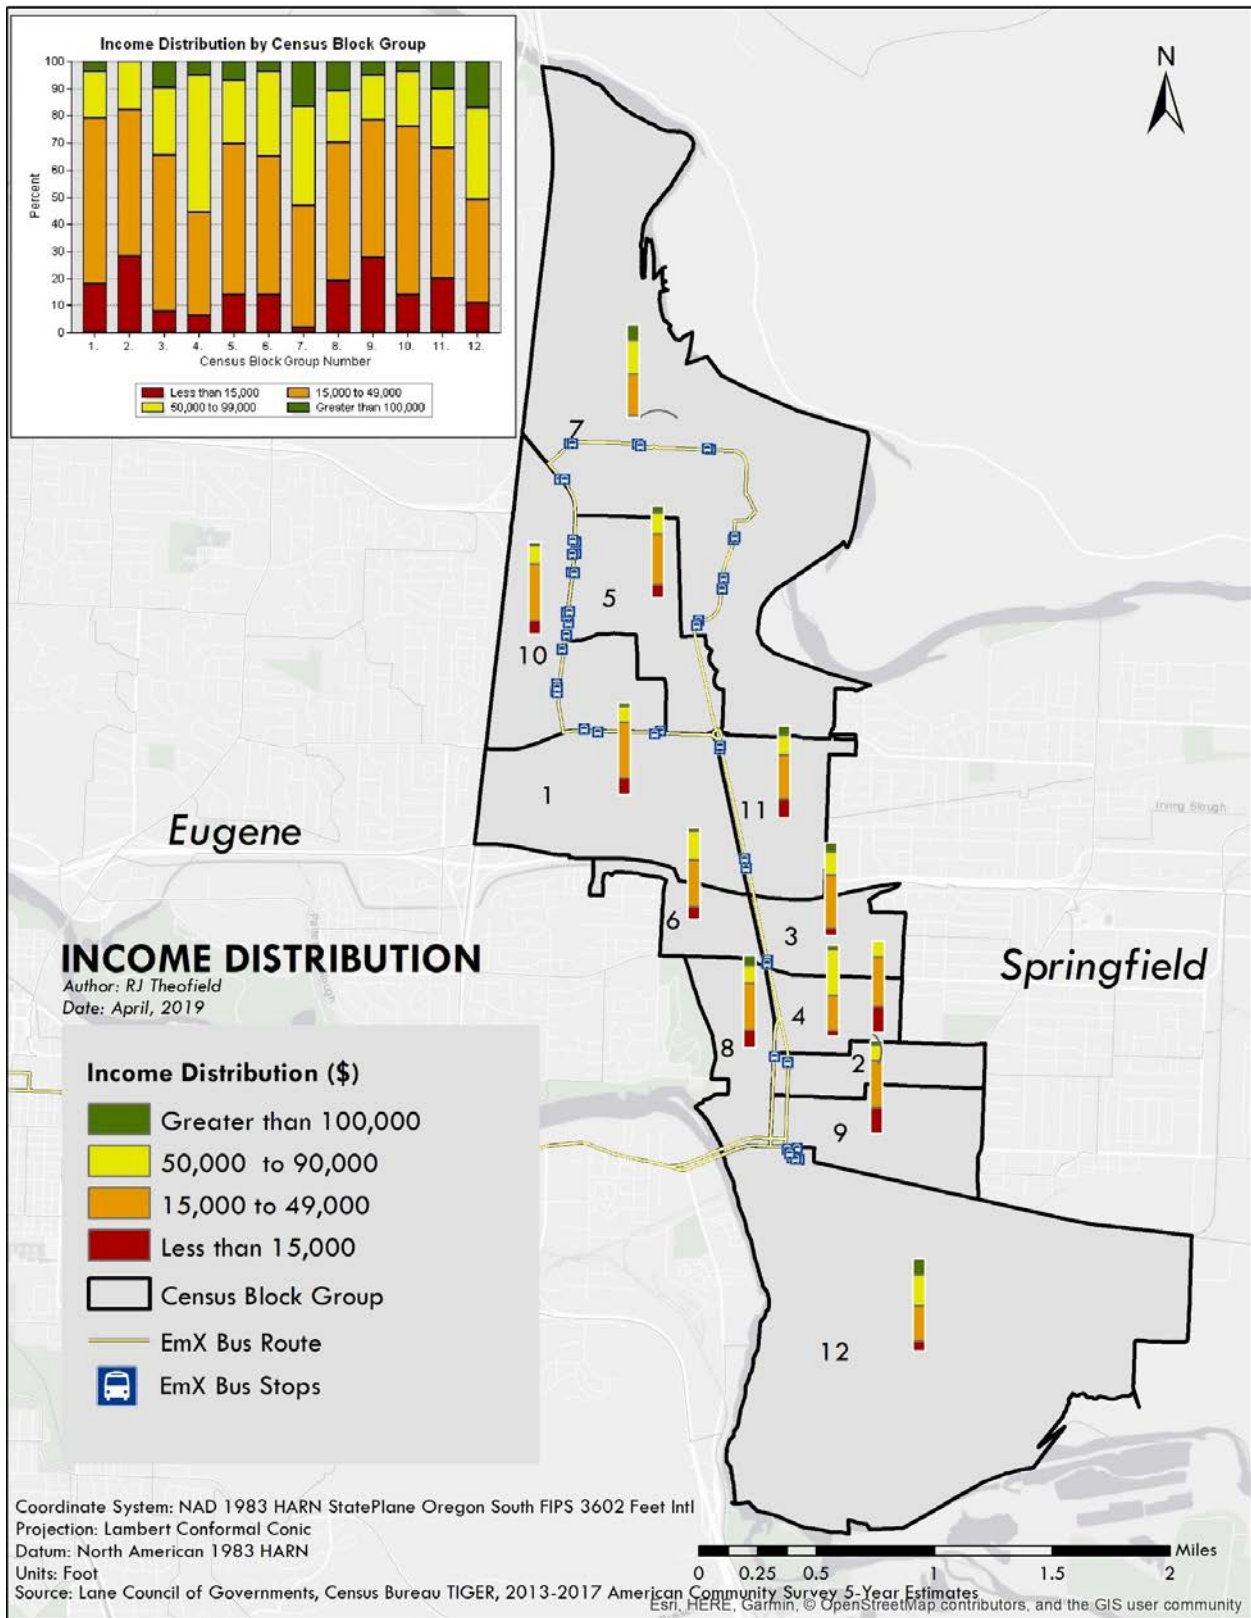 Income Distribution by Census Block Group
100
90
80
70
60
50
40
30
20
10
0
Percent
1. 2. 3. 4. 5. 6. 7. 8. 9. 10. 11. 12.
Census Block Group Number
Less than 15,000 15,000 to 49,000
50,000 to 99,000 Greater than 100,000
N
7
5
10
1
11
Irving Slough
Eugene
6
3
Springfield
4
8
2
9
12
INCOME DISTRIBUTION
Author: RJ Theofield
Date: April, 2019
Income Distribution ($)
Greater than 100,000
50,000 to 90,000
15,000 to 49,000
Less than 15,000
Census Block Group
EmX Bus Route
EmX Bus Stops
Coordinate System: NAD 1983 HARN StatePlane Oregon South FIPS 3602 Feet Intl
Projection: Lambert Conformal Conic
Datum: North American 1983 HARN
Units: Foot
Source: Lane Council of Governments, Census Bureau TIGER, 2013-2017 American Community Survey 5-Year Estimates
Miles
0 0.25 0.5 1 1.5 2
Esri, HERE, Garmin, © OpenStreetMap contributors, and the GIS user community